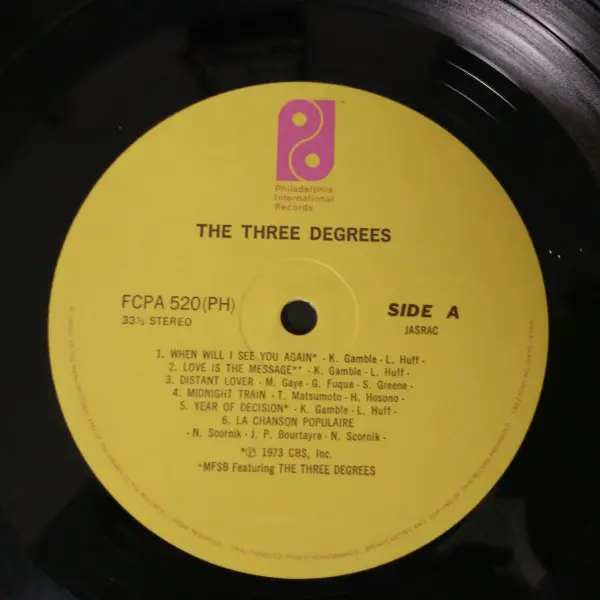 Philadelphia
International
Records
THE THREE DEGREES
FCPA 520(PH)
33⅓ STEREO
SIDE A
JASRAC
1. WHEN WILL I SEE YOU AGAIN* - K. Gamble - L. Huff -
2. LOVE IS THE MESSAGE*⁺ - K. Gamble - L. Huff -
3. DISTANT LOVER - M. Gaye - G. Fuqua - S. Greene -
4. MIDNIGHT TRAIN - T. Matsumoto - H. Hosono -
5. YEAR OF DECISION* - K. Gamble - L. Huff -
6. LA CHANSON POPULAIRE
- N. Scornik - J. P. Bourtayre - N. Scornik -
*℗ 1973 CBS, Inc.
⁺MFSB Featuring THE THREE DEGREES